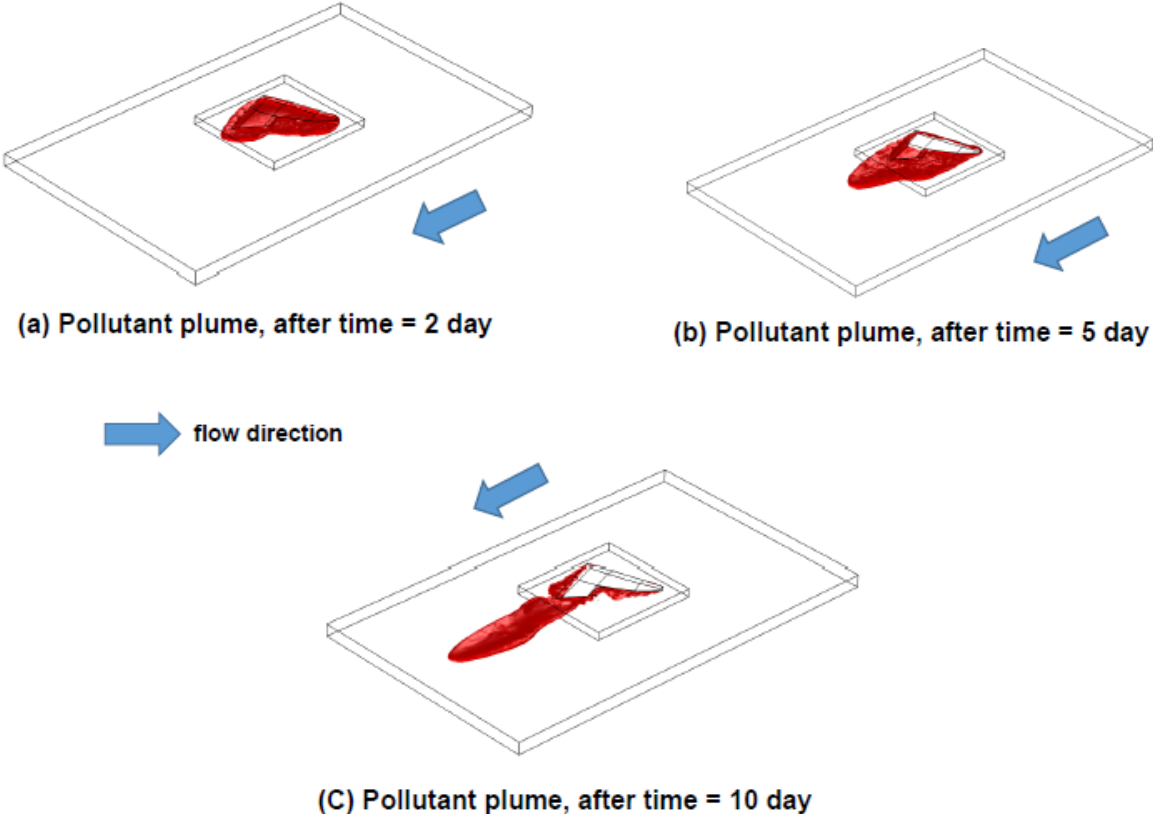 (a) Pollutant plume, after time = 2 day
(b) Pollutant plume, after time = 5 day
flow direction
(C) Pollutant plume, after time = 10 day